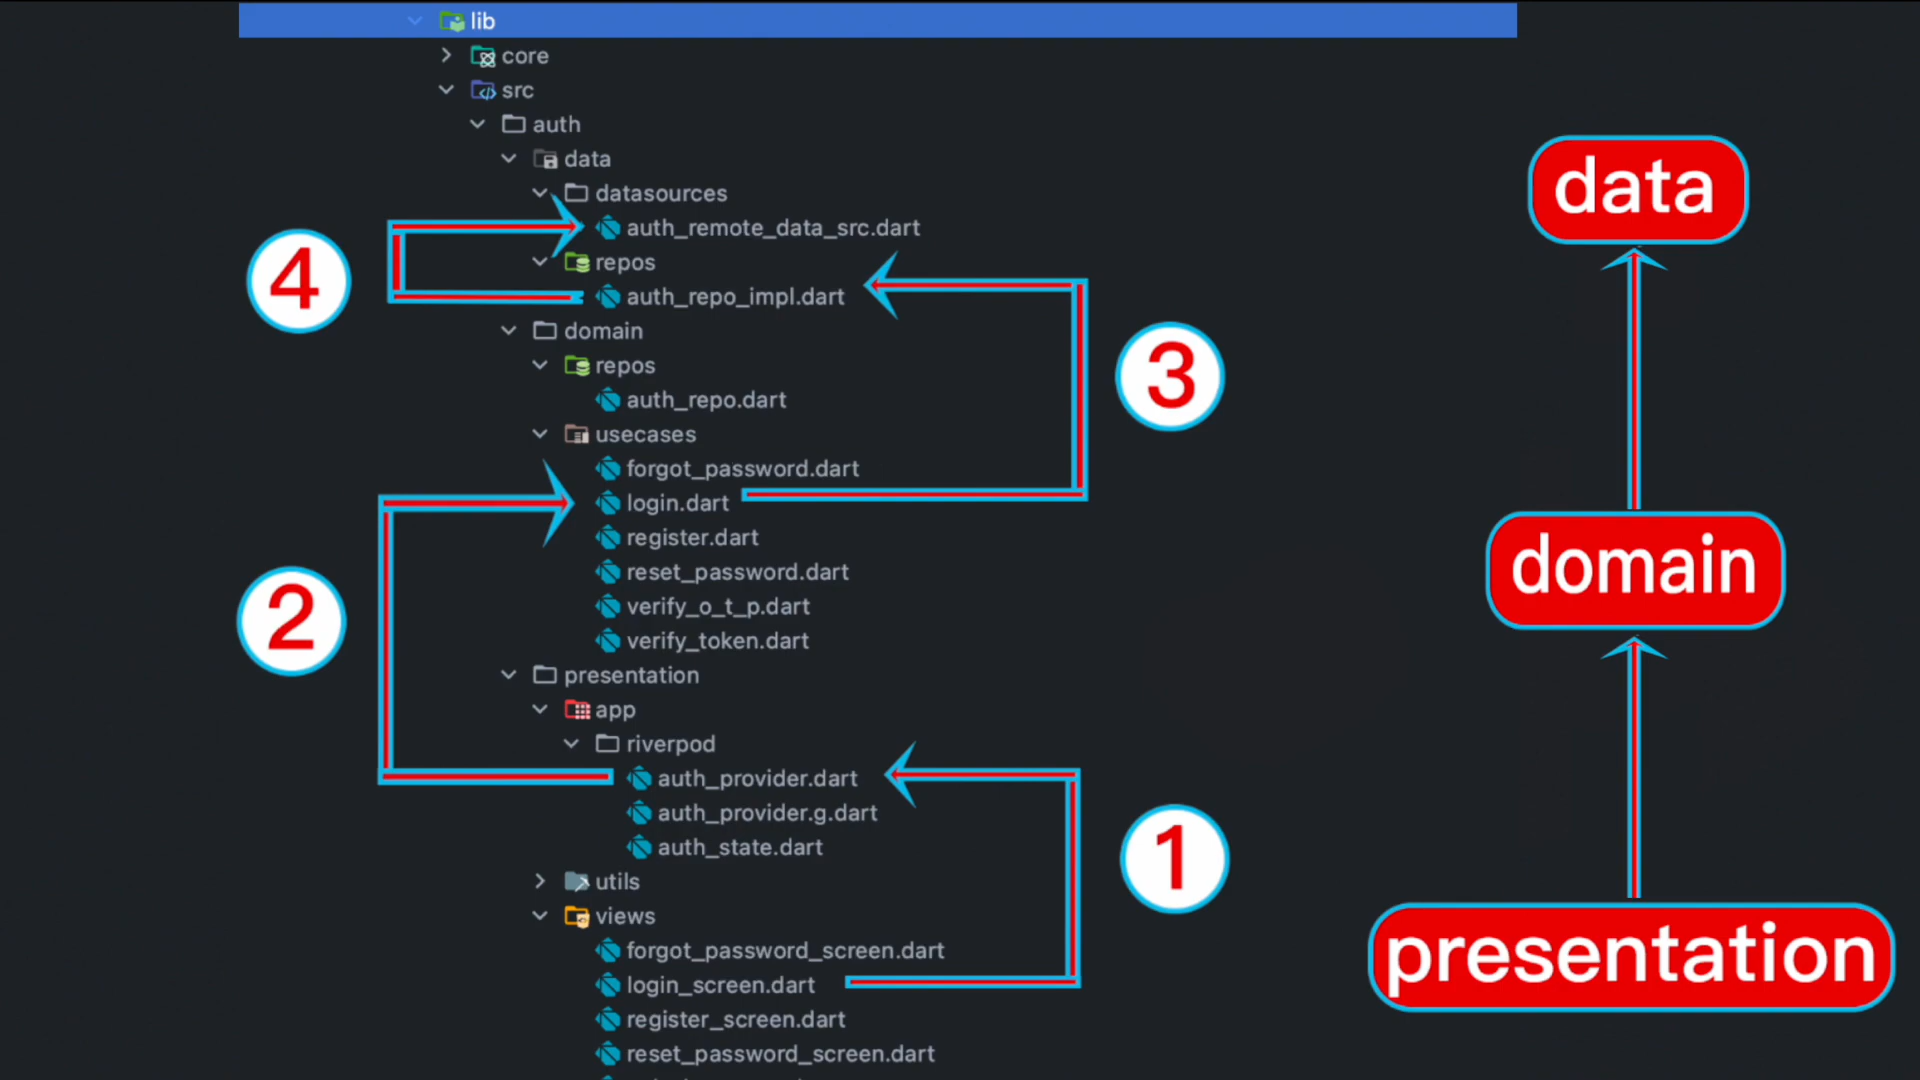 lib
core
src
auth
data
datasources
auth_remote_data_src.dart
repos
auth_repo_impl.dart
domain
repos
auth_repo.dart
usecases
forgot_password.dart
login.dart
register.dart
reset_password.dart
verify_o_t_p.dart
verify_token.dart
presentation
app
riverpod
auth_provider.dart
auth_provider.g.dart
auth_state.dart
utils
views
forgot_password_screen.dart
login_screen.dart
register_screen.dart
reset_password_screen.dart
4
3
2
1
data
domain
presentation